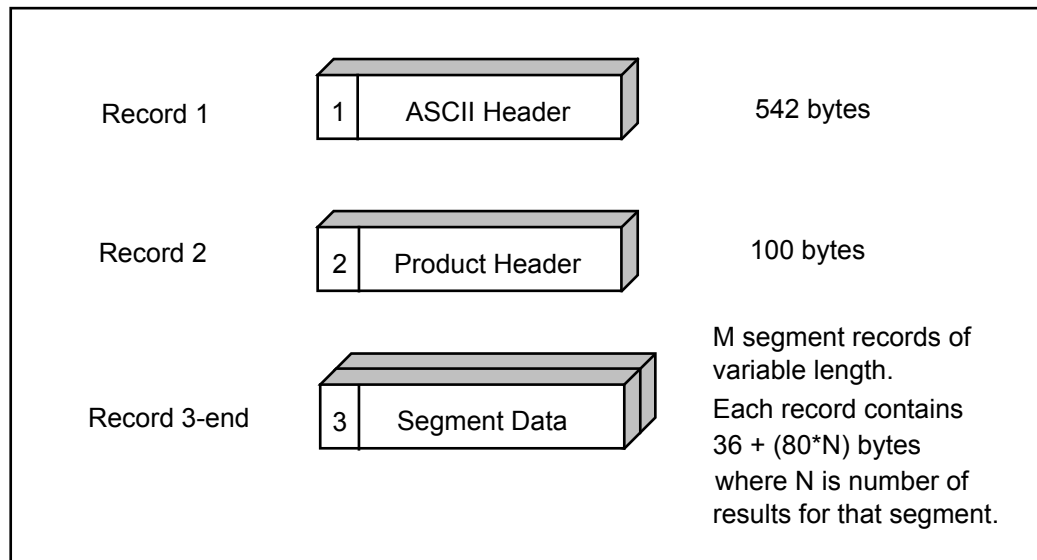 Record 1
1
ASCII Header
542 bytes
Record 2
2
Product Header
100 bytes
Record 3-end
3
Segment Data
M segment records of
variable length.
Each record contains
36 + (80*N) bytes
where N is number of
results for that segment.